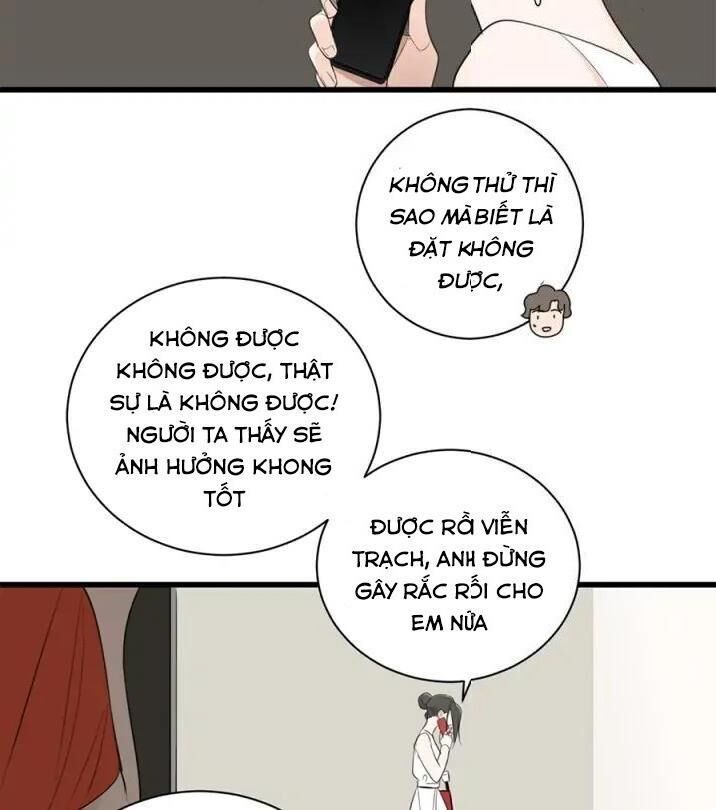 KHÔNG THỬ THÌ
SAO MÀ BIẾT LÀ
ĐẶT KHÔNG
ĐƯỢC,
KHÔNG ĐƯỢC
KHÔNG ĐƯỢC, THẬT
SỰ LÀ KHÔNG ĐƯỢC!
NGƯỜI TA THẤY SẼ
ẢNH HƯỞNG KHONG
TỐT
ĐƯỢC RỒI VIỄN
TRẠCH, ANH ĐỪNG
GÂY RẮC RỐI CHO
EM NỮA